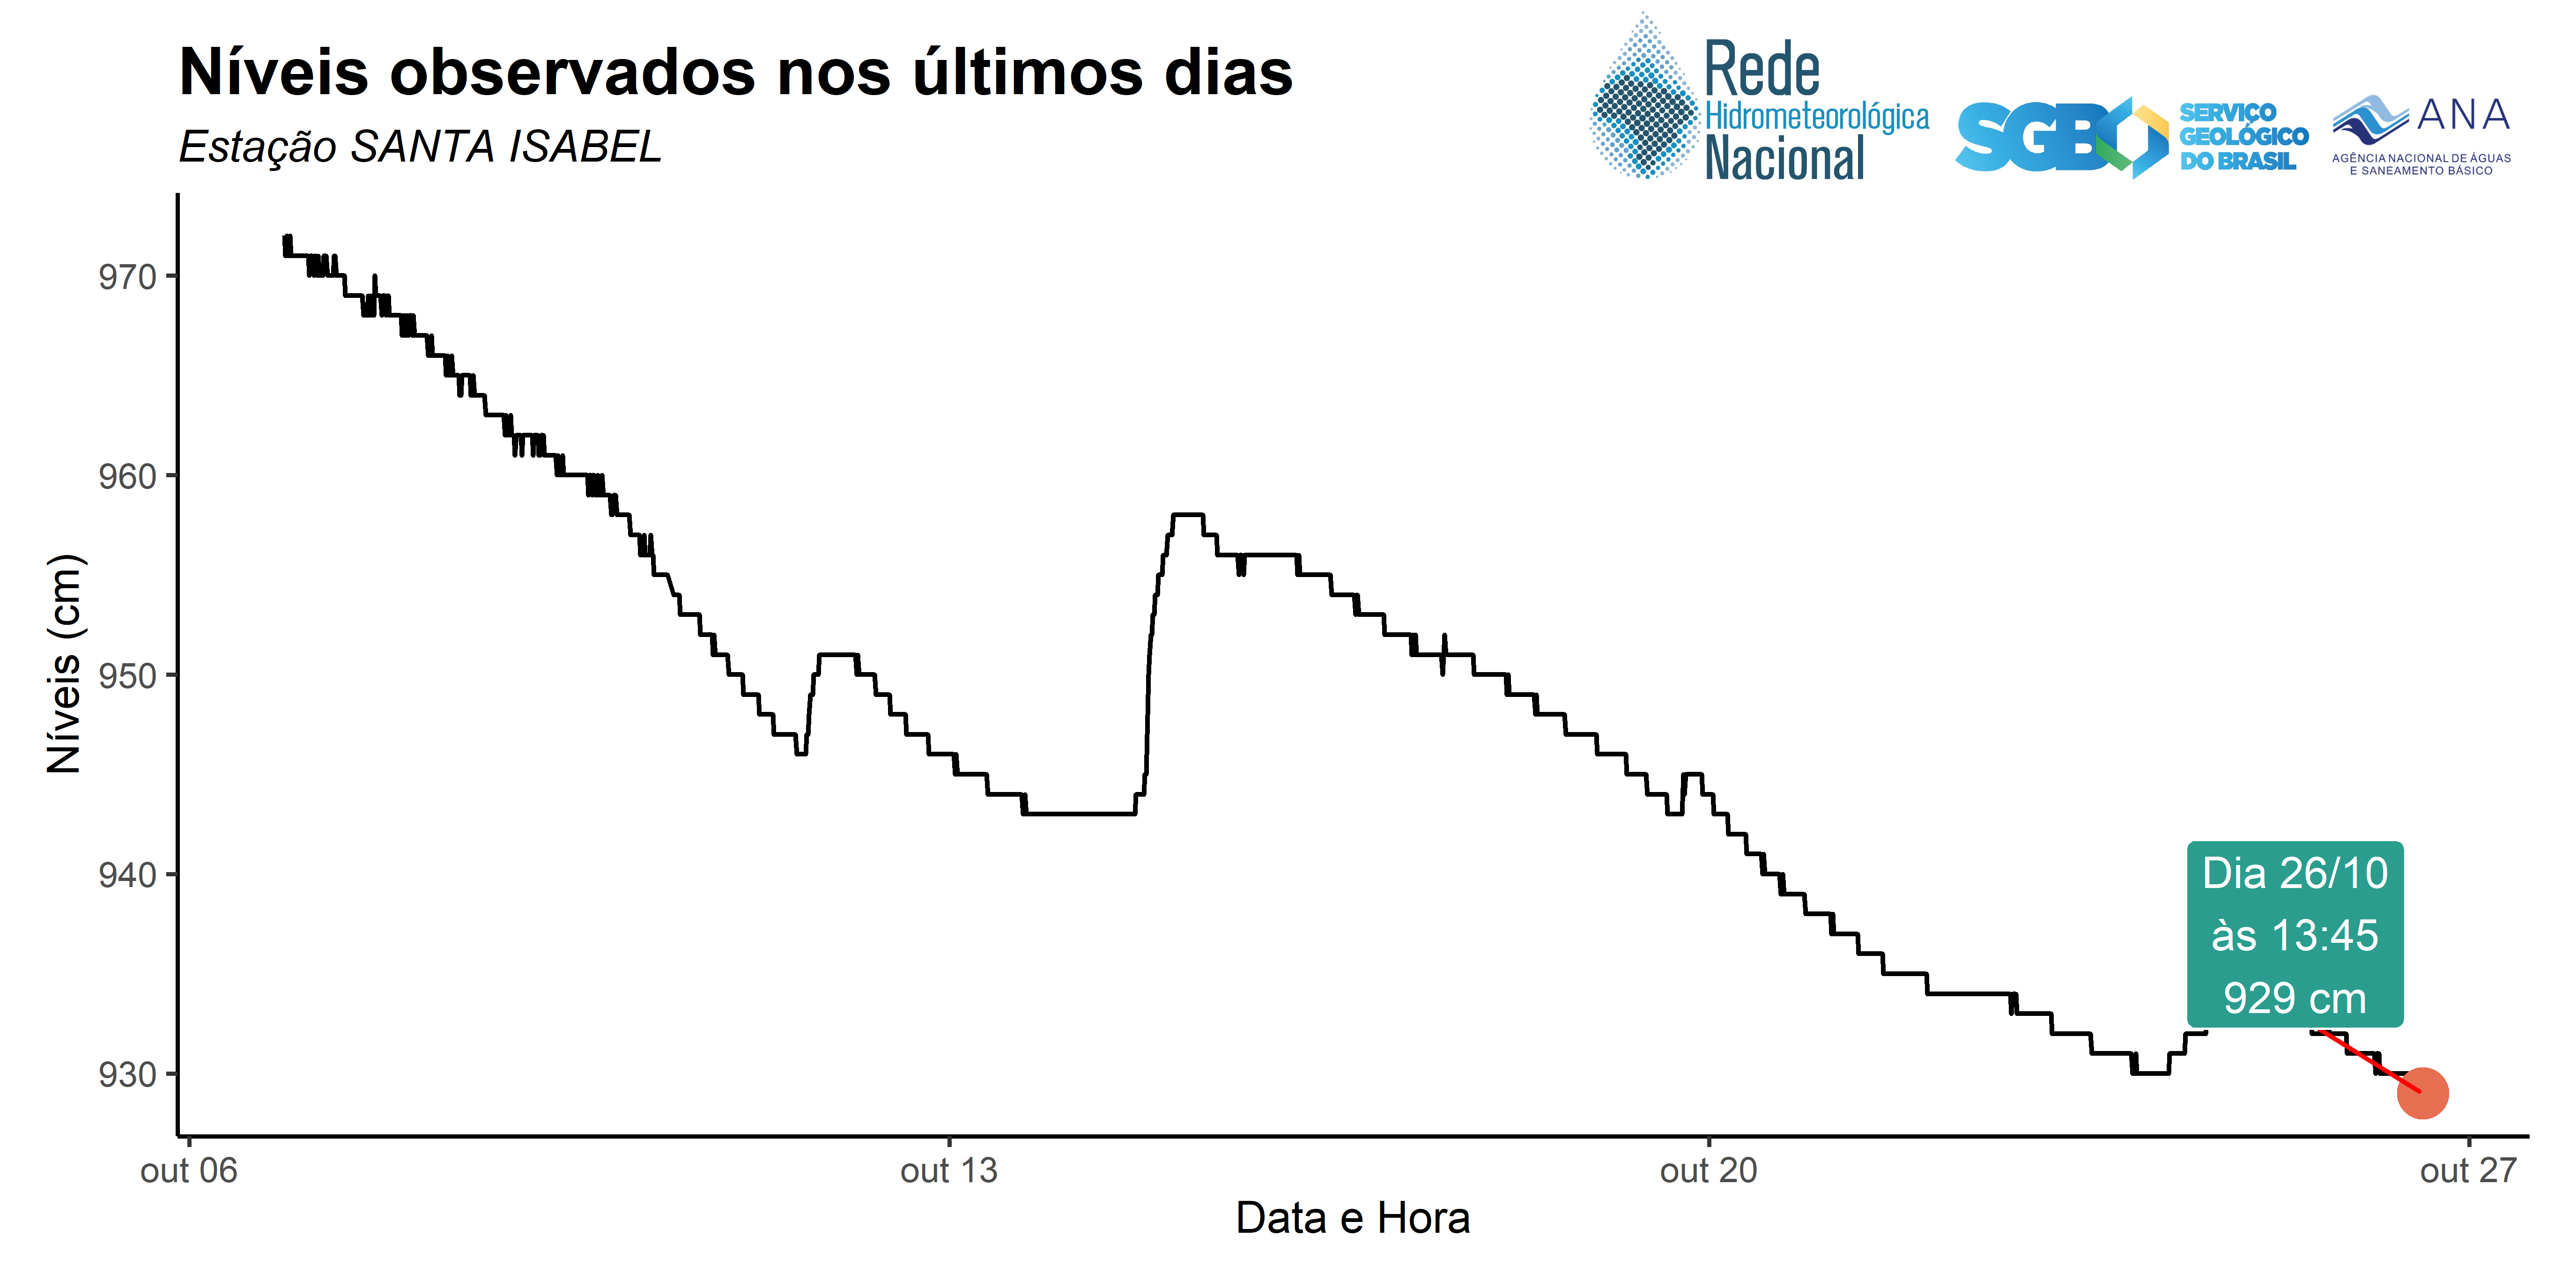 Níveis observados nos últimos dias
Estação SANTA ISABEL
Rede
Hidrometeorológica
Nacional
SGB
SERVIÇO
GEOLÓGICO
DO BRASIL
ANA
AGÊNCIA NACIONAL DE ÁGUAS
E SANEAMENTO BÁSICO
Níveis (cm)
970
960
950
940
930
Dia 26/10
às 13:45
929 cm
out 06
out 13
out 20
out 27
Data e Hora